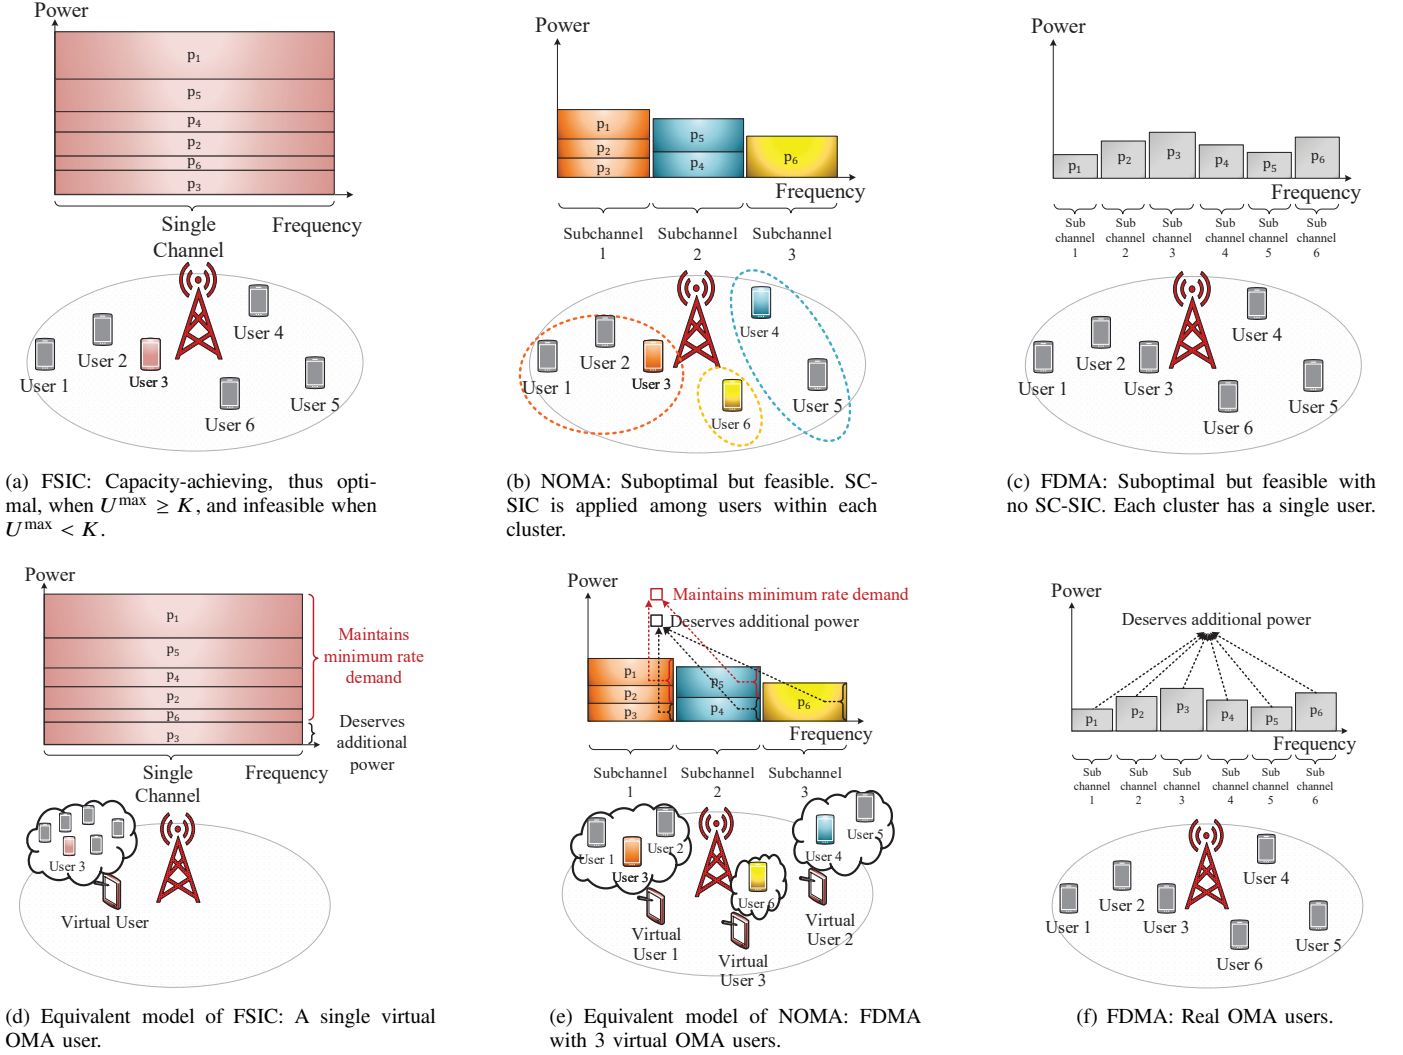 Power
p1
p5
p4
p2
p6
p3
Single
Channel
Frequency
User 1
User 2
User 3
User 4
User 5
User 6
(a) FSIC: Capacity-achieving, thus opti-
mal, when U^max ≥ K, and infeasible when
U^max < K.
Power
p1
p2
p3
p5
p4
p6
Frequency
Subchannel
1
Subchannel
2
Subchannel
3
User 1
User 2
User 3
User 4
User 5
User 6
(b) NOMA: Suboptimal but feasible. SC-
SIC is applied among users within each
cluster.
Power
p1
p2
p3
p4
p5
p6
Frequency
Sub
channel
1
Sub
channel
2
Sub
channel
3
Sub
channel
4
Sub
channel
5
Sub
channel
6
User 1
User 2
User 3
User 4
User 5
User 6
(c) FDMA: Suboptimal but feasible with
no SC-SIC. Each cluster has a single user.
Power
p1
p5
p4
p2
p6
p3
Maintains
minimum rate
demand
Deserves
additional
power
Single
Channel
Frequency
User 3
Virtual User
(d) Equivalent model of FSIC: A single virtual
OMA user.
Power
Maintains minimum rate demand
Deserves additional power
p1
p2
p3
p5
p4
p6
Frequency
Subchannel
1
Subchannel
2
Subchannel
3
User 1
User 2
User 3
User 4
User 5
User 6
Virtual
User 1
Virtual
User 2
Virtual
User 3
(e) Equivalent model of NOMA: FDMA
with 3 virtual OMA users.
Power
Deserves additional power
p1
p2
p3
p4
p5
p6
Frequency
Sub
channel
1
Sub
channel
2
Sub
channel
3
Sub
channel
4
Sub
channel
5
Sub
channel
6
User 1
User 2
User 3
User 4
User 5
User 6
(f) FDMA: Real OMA users.